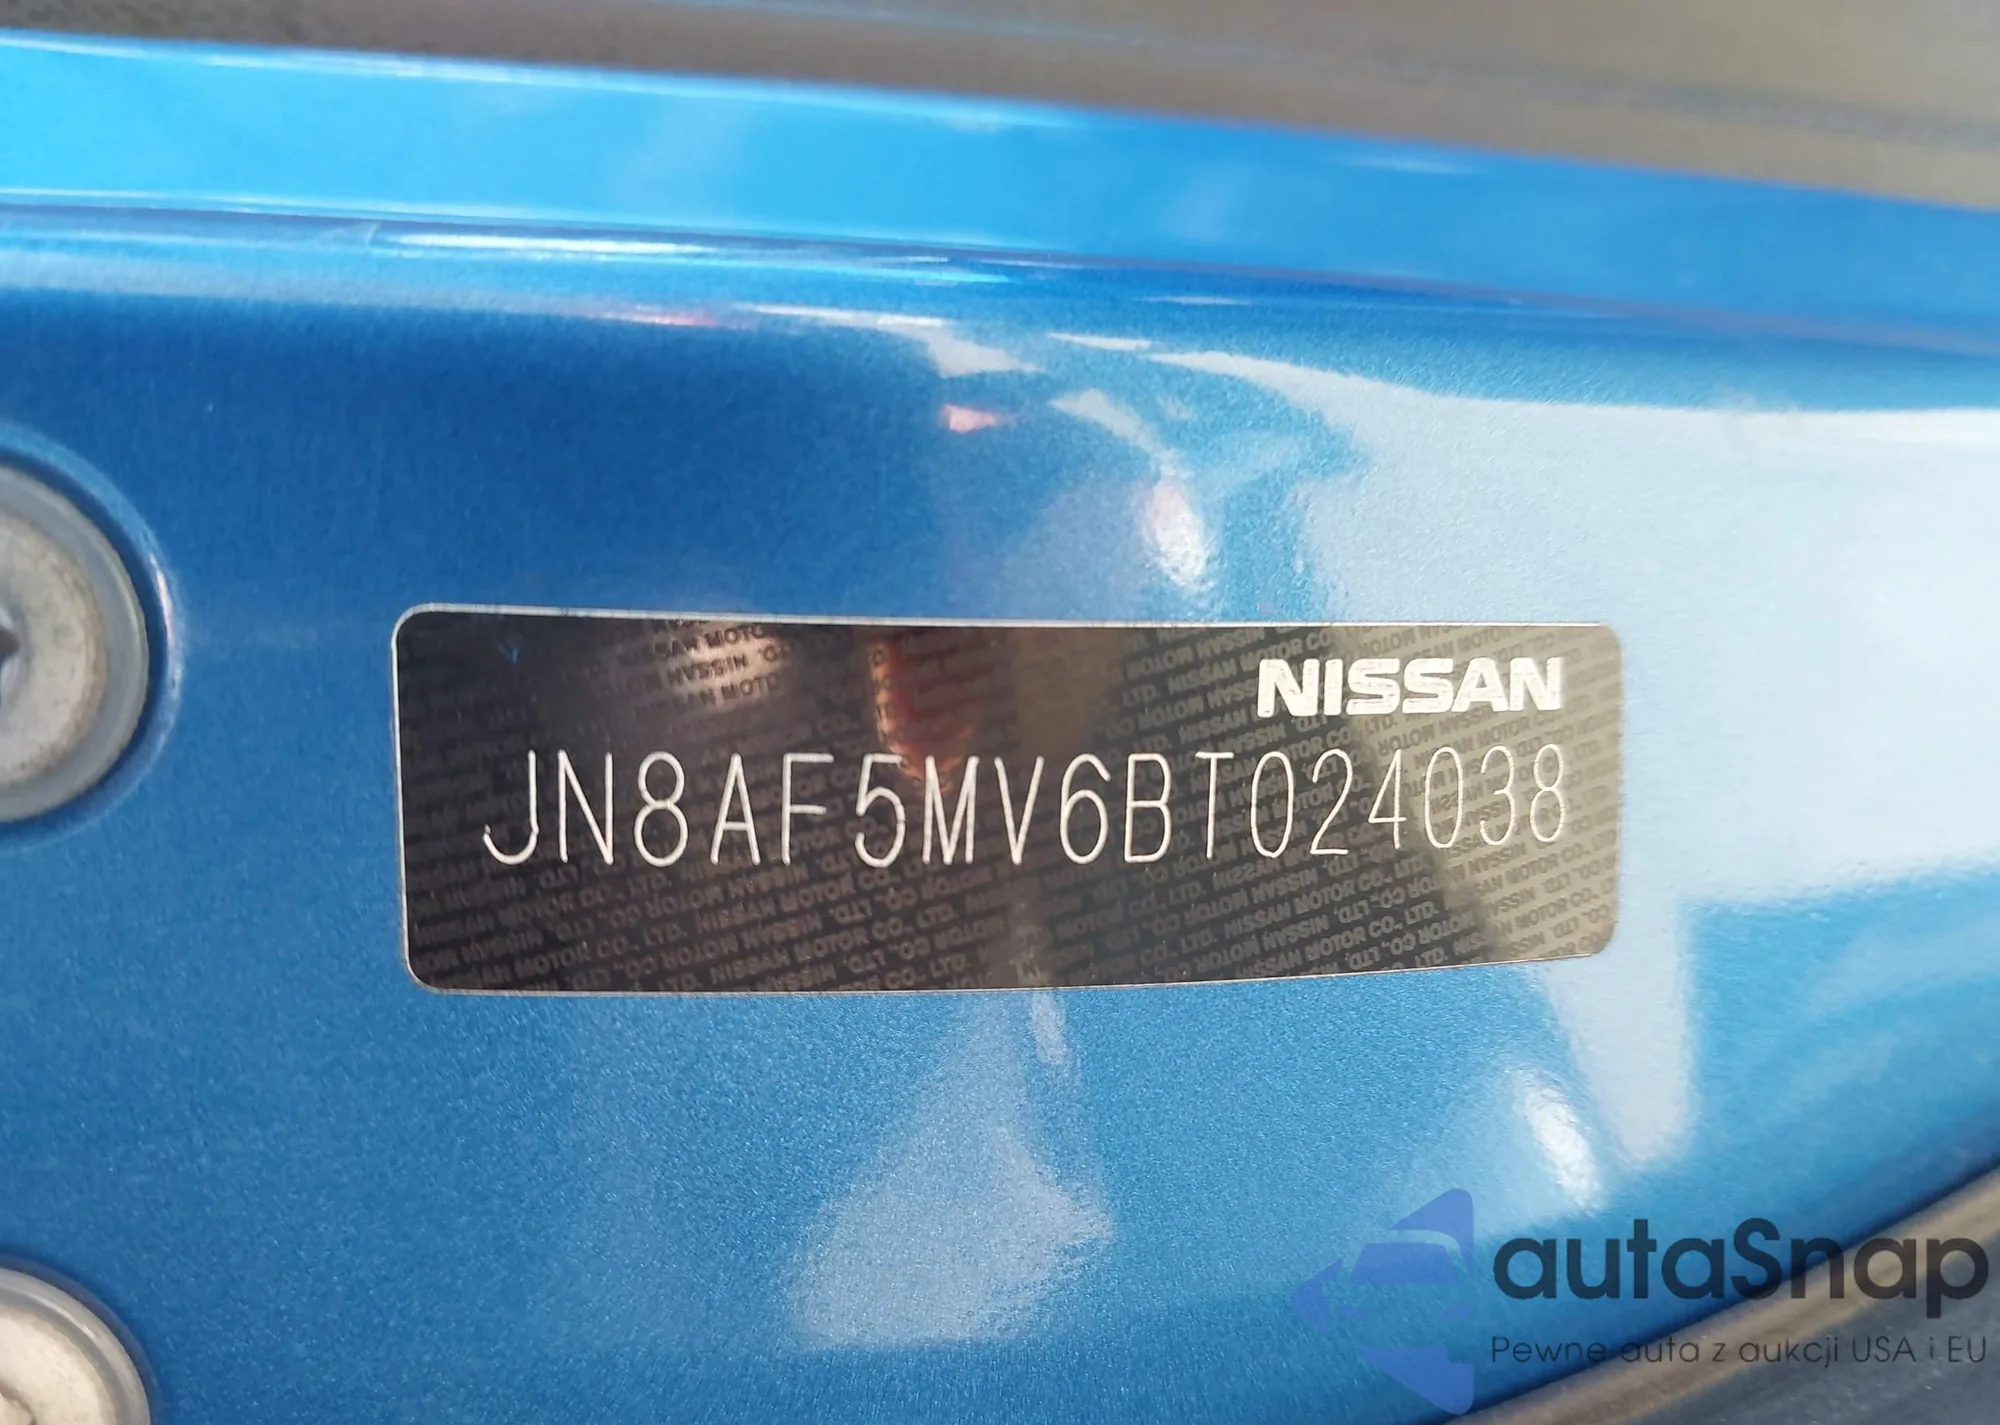 NISSAN
JN8AF5MV6BT024038
autaSnap
Pewne auta z aukcji USA i EU